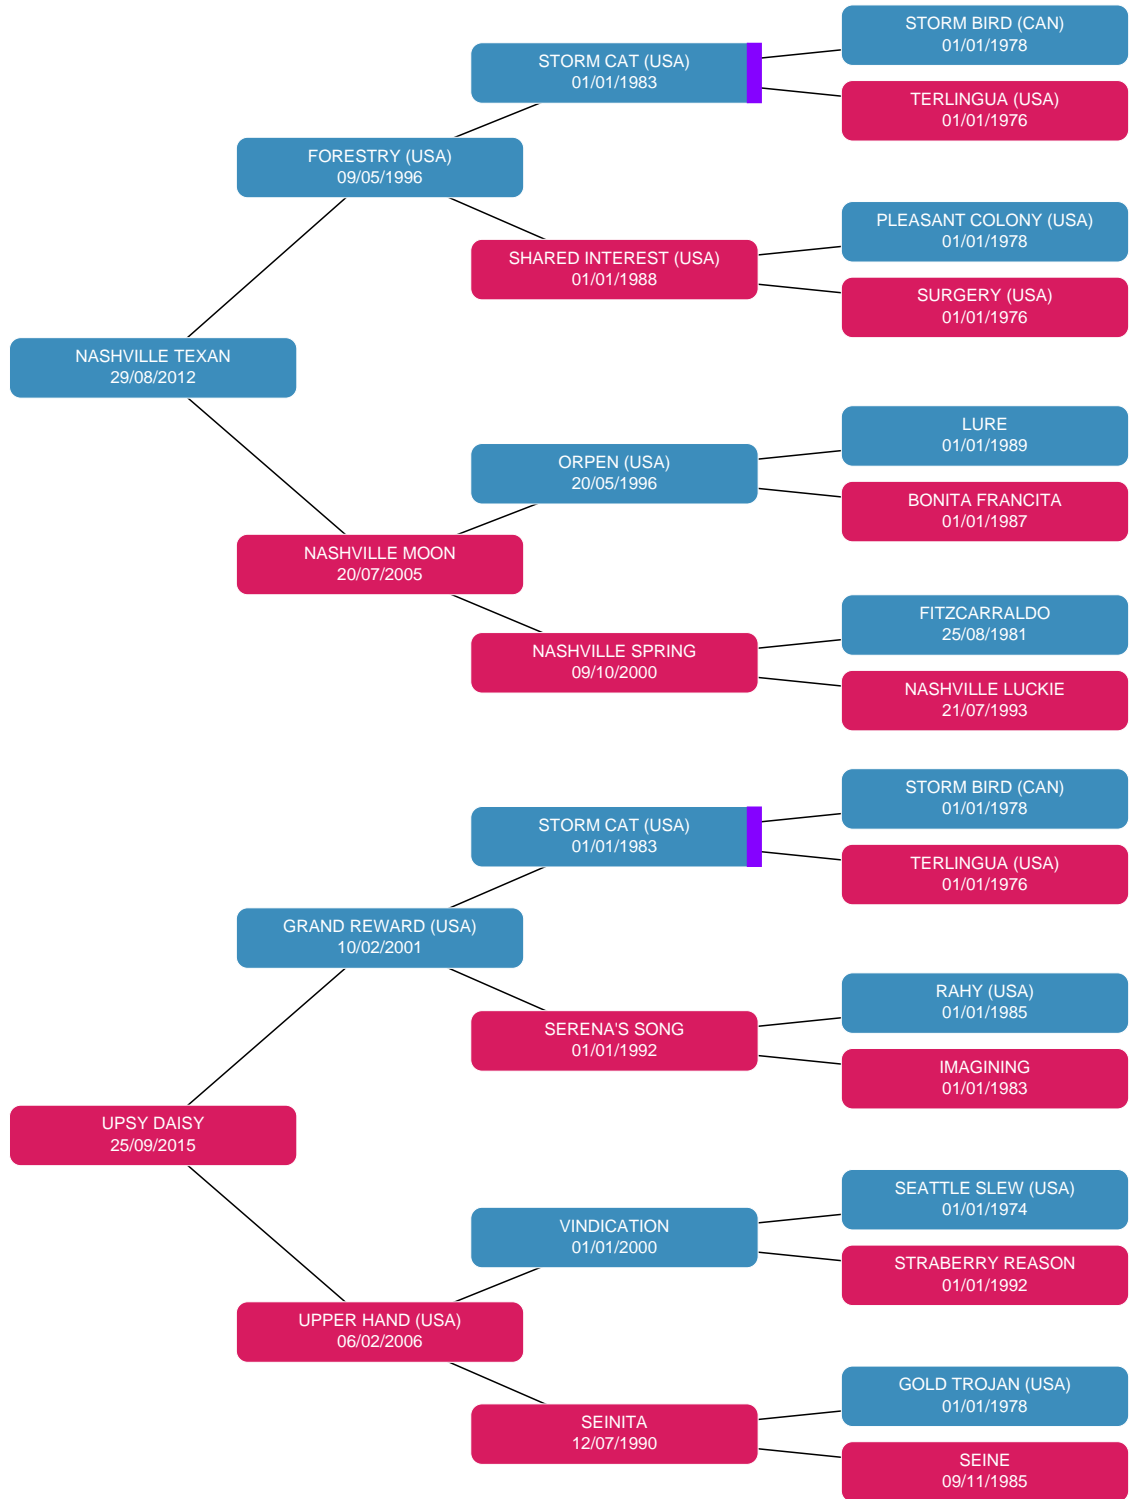 STORM BIRD (CAN)
01/01/1978
STORM CAT (USA)
01/01/1983
TERLINGUA (USA)
01/01/1976
FORESTRY (USA)
09/05/1996
PLEASANT COLONY (USA)
01/01/1978
SHARED INTEREST (USA)
01/01/1988
SURGERY (USA)
01/01/1976
NASHVILLE TEXAN
29/08/2012
LURE
01/01/1989
ORPEN (USA)
20/05/1996
BONITA FRANCITA
01/01/1987
NASHVILLE MOON
20/07/2005
FITZCARRALDO
25/08/1981
NASHVILLE SPRING
09/10/2000
NASHVILLE LUCKIE
21/07/1993
STORM BIRD (CAN)
01/01/1978
STORM CAT (USA)
01/01/1983
TERLINGUA (USA)
01/01/1976
GRAND REWARD (USA)
10/02/2001
RAHY (USA)
01/01/1985
SERENA'S SONG
01/01/1992
IMAGINING
01/01/1983
UPSY DAISY
25/09/2015
SEATTLE SLEW (USA)
01/01/1974
VINDICATION
01/01/2000
STRABERRY REASON
01/01/1992
UPPER HAND (USA)
06/02/2006
GOLD TROJAN (USA)
01/01/1978
SEINITA
12/07/1990
SEINE
09/11/1985